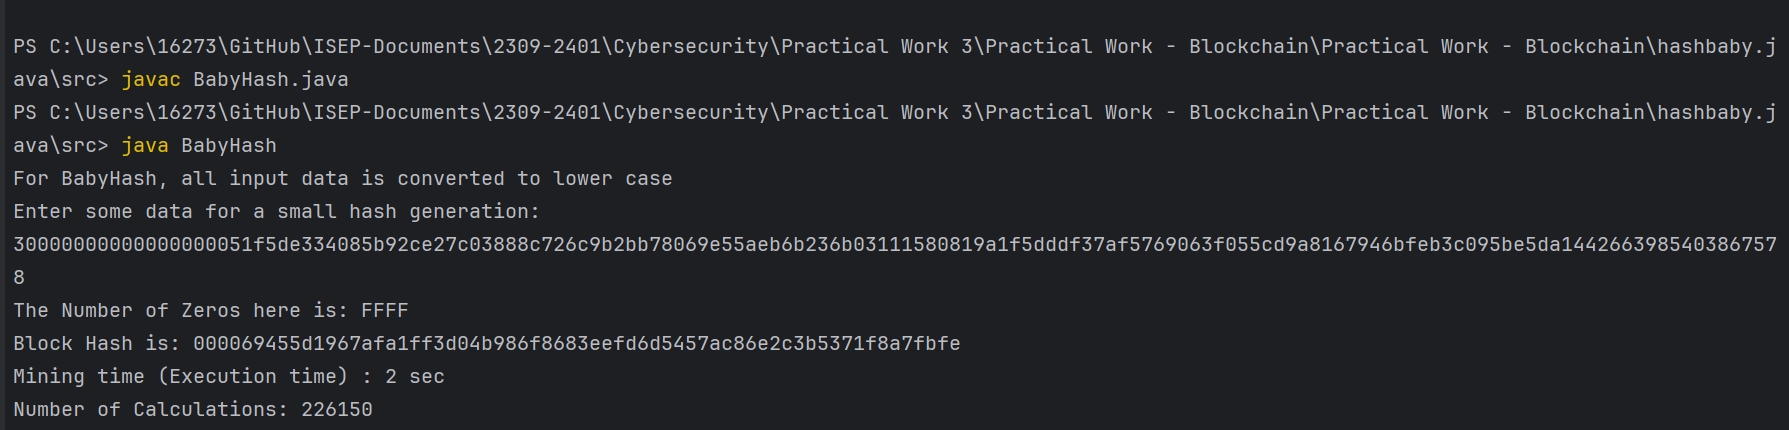 PS C:\Users\16273\GitHub\ISEP-Documents\2309-2401\Cybersecurity\Practical Work 3\Practical Work - Blockchain\Practical Work - Blockchain\hashbaby.j
ava\src> javac BabyHash.java
PS C:\Users\16273\GitHub\ISEP-Documents\2309-2401\Cybersecurity\Practical Work 3\Practical Work - Blockchain\Practical Work - Blockchain\hashbaby.j
ava\src> java BabyHash
For BabyHash, all input data is converted to lower case
Enter some data for a small hash generation:
30000000000000000051f5de334085b92ce27c03888c726c9b2bb78069e55aeb6b236b03111580819a1f5dddf37af5769063f055cd9a8167946bfeb3c095be5da144266398540386757
8
The Number of Zeros here is: FFFF
Block Hash is: 000069455d1967afa1ff3d04b986f8683eefd6d5457ac86e2c3b5371f8a7fbfe
Mining time (Execution time) : 2 sec
Number of Calculations: 226150